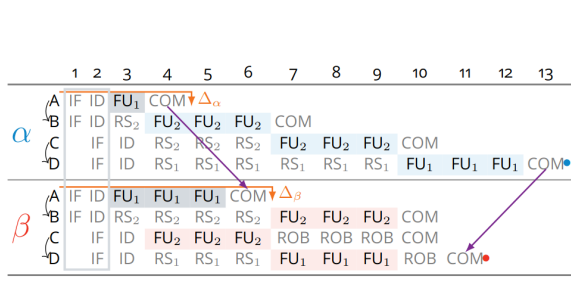 1 2 3 4 5 6 7 8 9 10 11 12 13
A IF ID FU₁ COM Δα
B IF ID RS₂ FU₂ FU₂ FU₂ COM
α
C IF ID RS₂ RS₂ RS₂ FU₂ FU₂ FU₂ COM
D IF ID RS₁ RS₁ RS₁ RS₁ RS₁ RS₁ FU₁ FU₁ FU₁ COM
A IF ID FU₁ FU₁ FU₁ COM Δβ
B IF ID RS₂ RS₂ RS₂ RS₂ FU₂ FU₂ FU₂ COM
β
C IF ID FU₂ FU₂ FU₂ ROB ROB ROB COM
D IF ID RS₁ RS₁ RS₁ FU₁ FU₁ FU₁ ROB COM